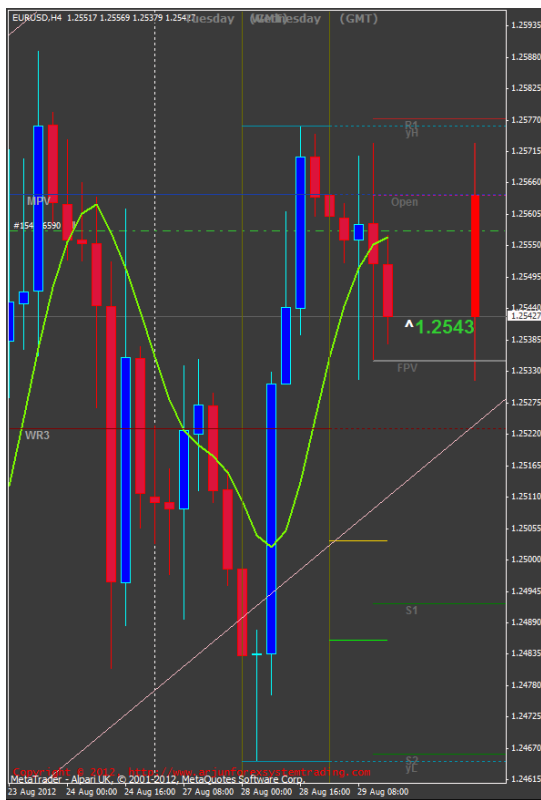 EURUSD,H4 1.25517 1.25569 1.25379 1.25427
Tuesday Wednesday (GMT)
1.25935
1.25880
1.25825
1.25770
R1
yH
1.25715
1.25660
MPV
Open
1.25605
1.25550
1.25495
1.25440
1.25427
^1.2543
1.25385
FPV
1.25330
1.25275
1.25220
WR3
1.25165
1.25110
1.25055
1.25000
1.24945
S1
1.24890
1.24835
1.24780
1.24725
S2
yL
1.24670
Copyright © 2012, http://www.arjunforexsystemtrading.com
MetaTrader - Alpari UK, © 2001-2012, MetaQuotes Software Corp.
1.24615
23 Aug 2012 24 Aug 00:00 24 Aug 16:00 27 Aug 08:00 28 Aug 00:00 28 Aug 16:00 29 Aug 08:00